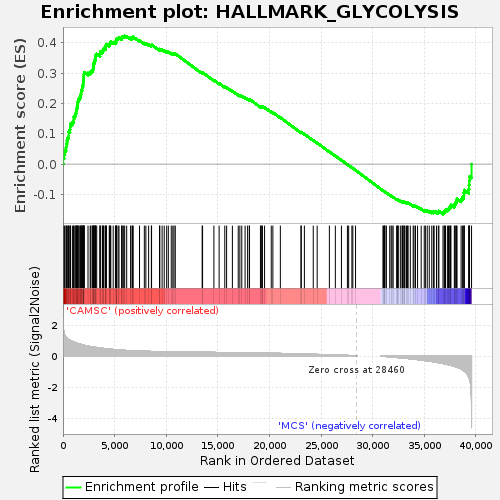 Enrichment plot: HALLMARK_GLYCOLYSIS
Enrichment score (ES)
0.4
0.3
0.2
0.1
0.0
-0.1
'CAMSC' (positively correlated)
Ranked list metric (Signal2Noise)
2
0
-2
-4
Zero cross at 28460
'MCS' (negatively correlated)
0 5,000 10,000 15,000 20,000 25,000 30,000 35,000 40,000
Rank in Ordered Dataset
Enrichment profile Hits Ranking metric scores